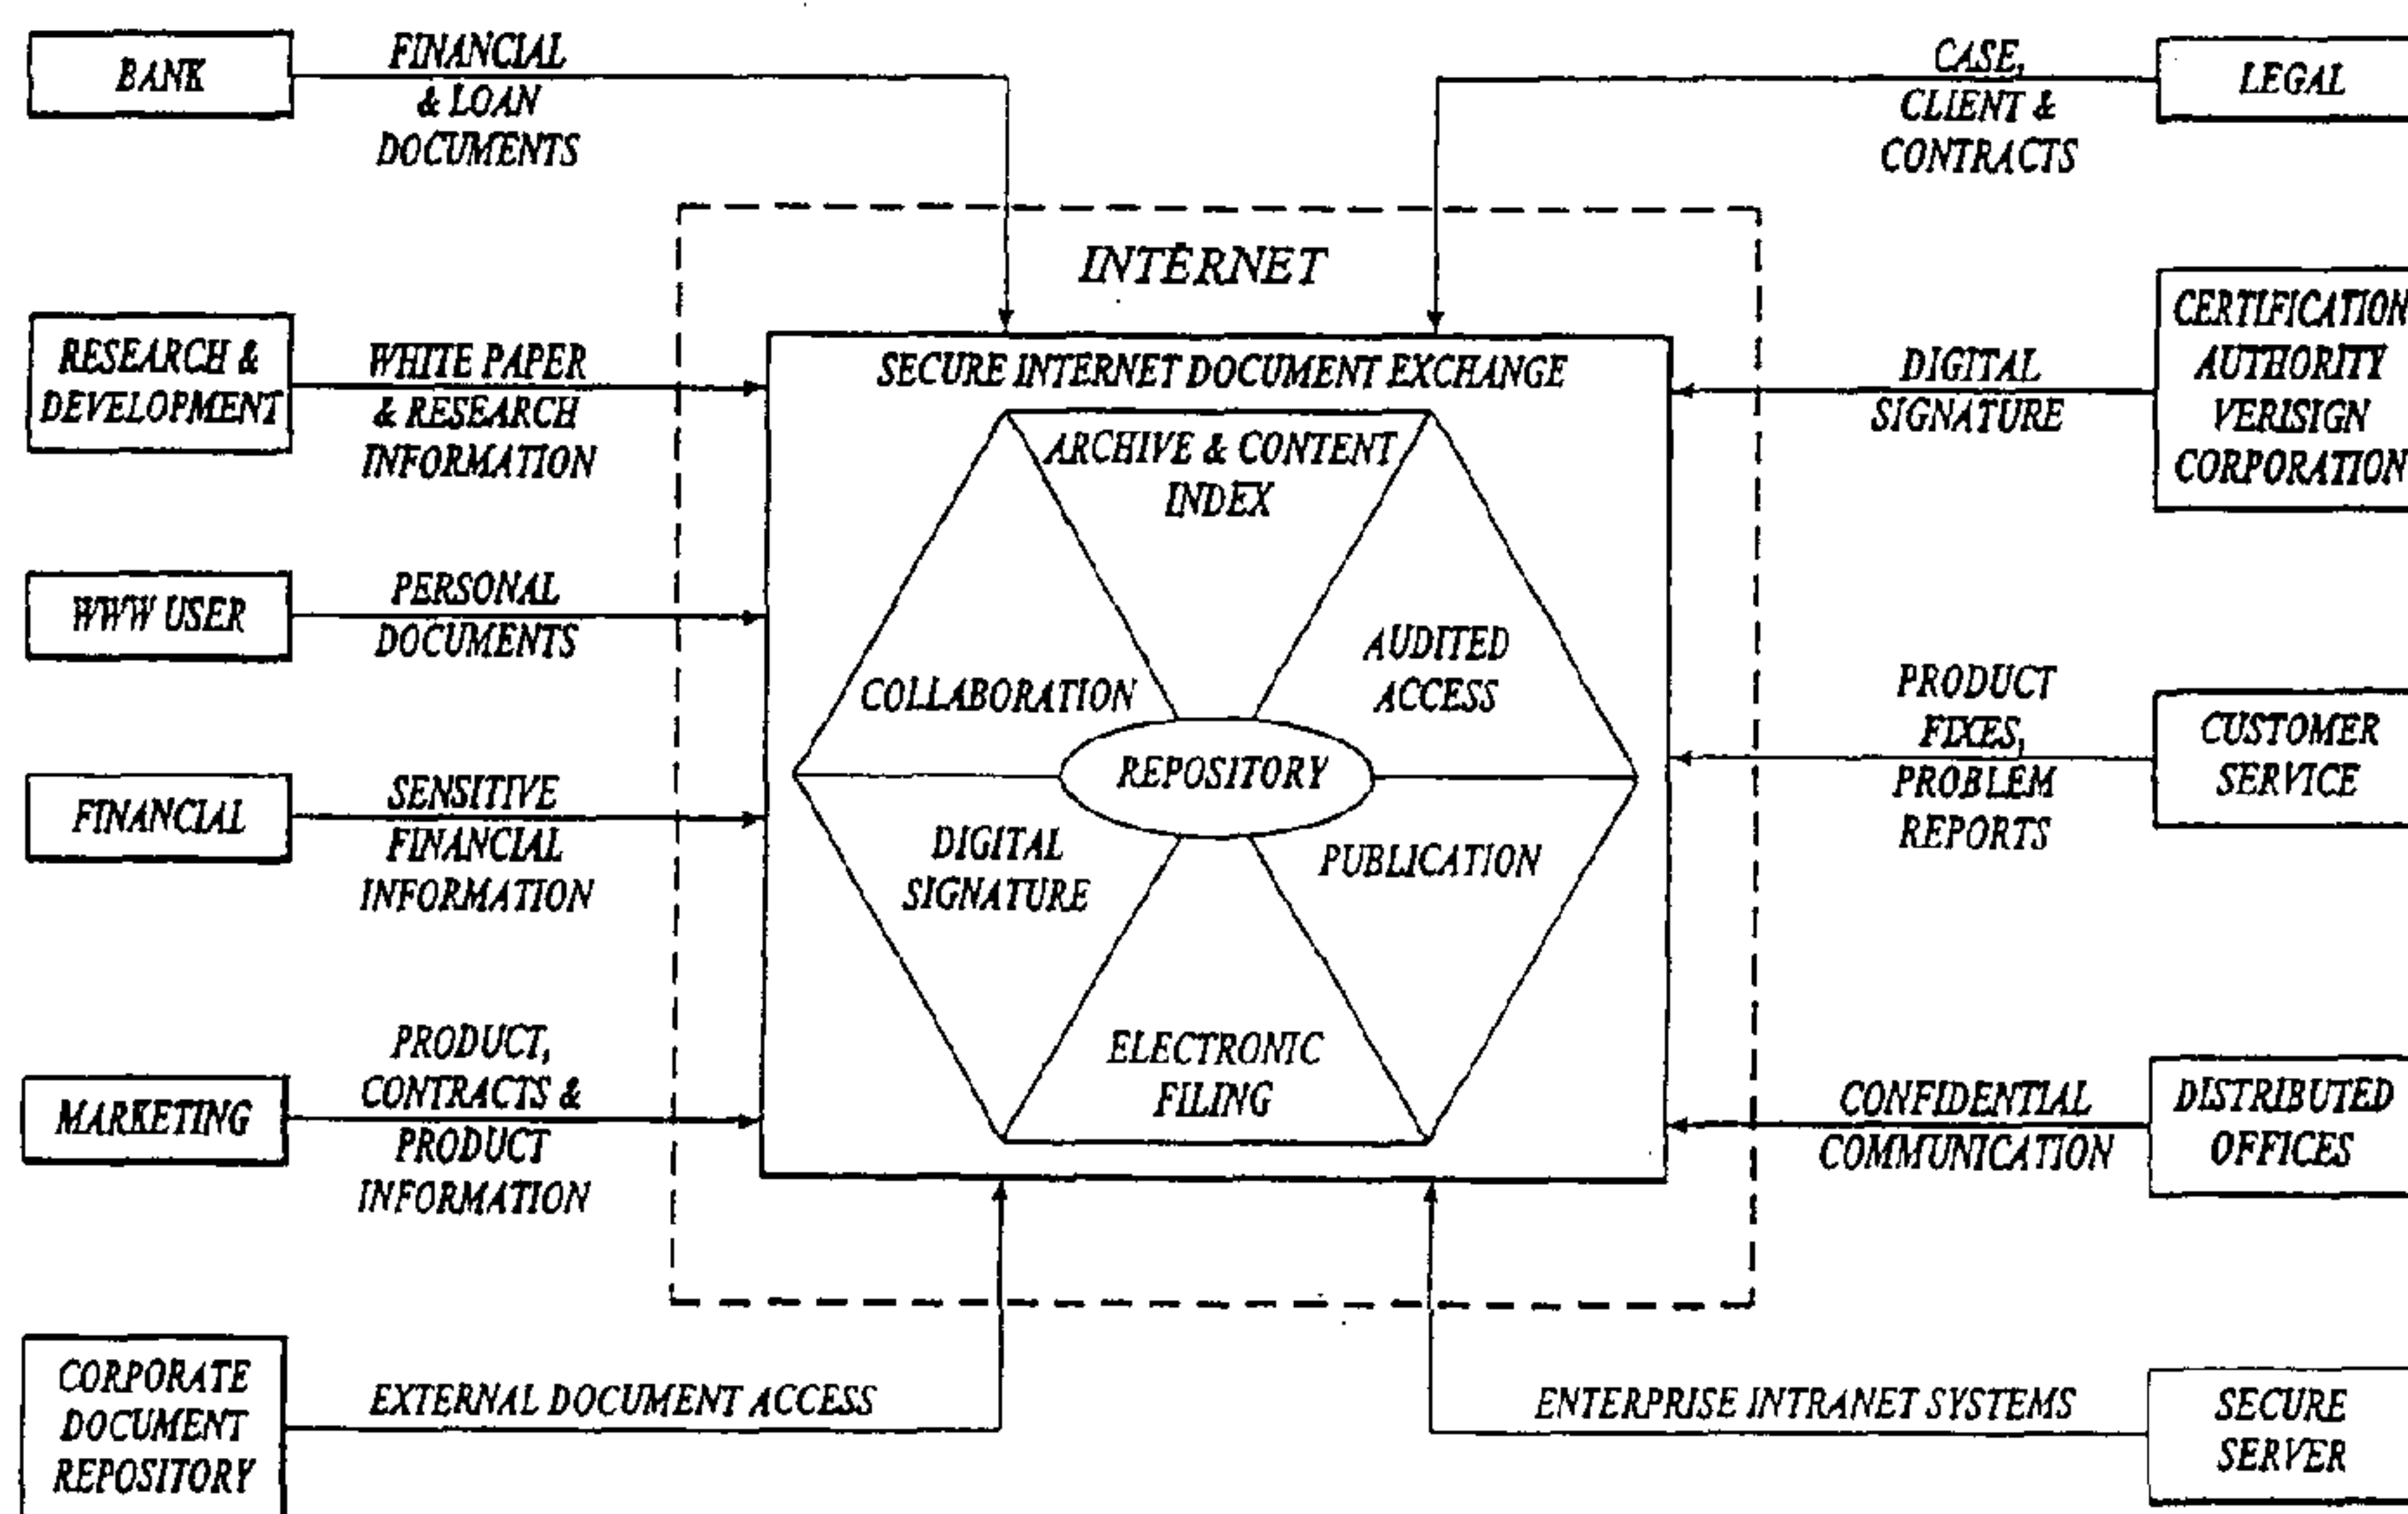 BANK
FINANCIAL
& LOAN
DOCUMENTS
CASE,
CLIENT &
CONTRACTS
LEGAL
INTERNET
RESEARCH &
DEVELOPMENT
WHITE PAPER
& RESEARCH
INFORMATION
SECURE INTERNET DOCUMENT EXCHANGE
DIGITAL
SIGNATURE
CERTIFICATION
AUTHORITY
VERISIGN
CORPORATION
ARCHIVE & CONTENT
INDEX
WWW USER
PERSONAL
DOCUMENTS
COLLABORATION
AUDITED
ACCESS
REPOSITORY
PRODUCT
FIXES,
PROBLEM
REPORTS
CUSTOMER
SERVICE
FINANCIAL
SENSITIVE
FINANCIAL
INFORMATION
DIGITAL
SIGNATURE
PUBLICATION
ELECTRONIC
FILING
MARKETING
PRODUCT,
CONTRACTS &
PRODUCT
INFORMATION
CONFIDENTIAL
COMMUNICATION
DISTRIBUTED
OFFICES
CORPORATE
DOCUMENT
REPOSITORY
EXTERNAL DOCUMENT ACCESS
ENTERPRISE INTRANET SYSTEMS
SECURE
SERVER